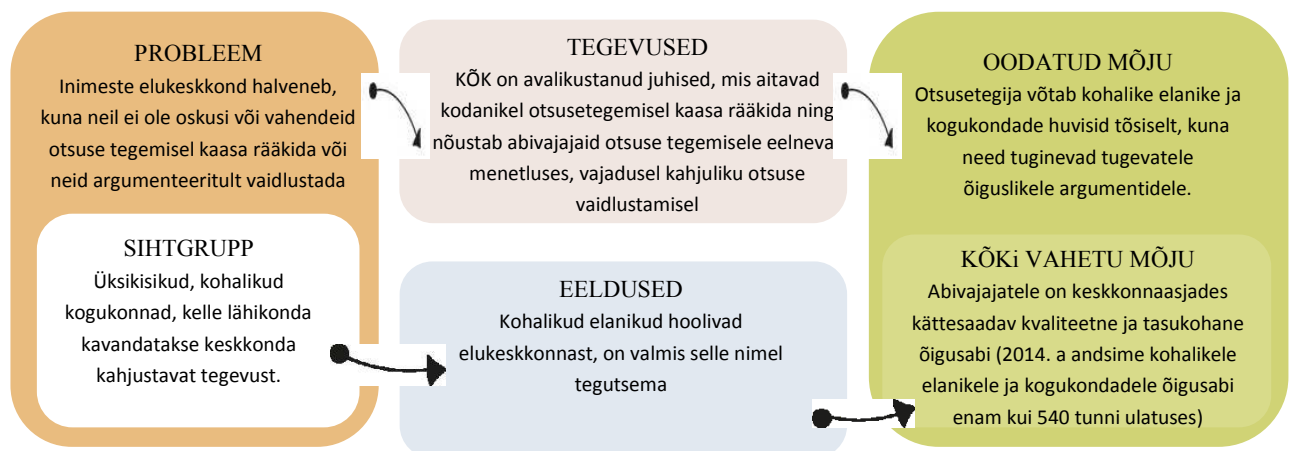 PROBLEEM
Inimeste elukeskkond halveneb,
kuna neil ei ole oskusi või vahendeid
otsuse tegemisel kaasa rääkida või
neid argumenteeritult vaidlustada
SIHTGRUPP
Üksikisikud, kohalikud
kogukonnad, kelle lähikonda
kavandatakse keskkonda
kahjustavat tegevust.
TEGEVUSED
KÕK on avalikustanud juhised, mis aitavad
kodanikel otsusetegemisel kaasa rääkida ning
nõustab abivajajaid otsuse tegemisele eelneva
menetluses, vajadusel kahjuliku otsuse
vaidlustamisel
EELDUSED
Kohalikud elanikud hoolivad
elukeskkonnast, on valmis selle nimel
tegutsema
OODATUD MÕJU
Otsusetegija võtab kohalike elanike ja
kogukondade huvisid tõsiselt, kuna
need tuginevad tugevatele
õiguslikele argumentidele.
KÕKi VAHETU MÕJU
Abivajajatele on keskkonnaasjades
kättesaadav kvaliteetne ja tasukohane
õigusabi (2014. a andsime kohalikele
elanikele ja kogukondadele õigusabi
enam kui 540 tunni ulatuses)